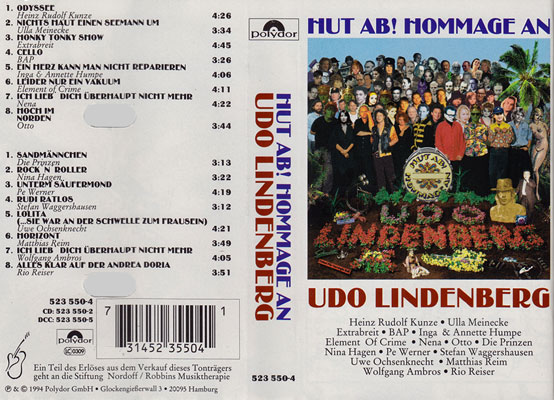 1. ODYSSEE
Heinz Rudolf Kunze 4:26
2. NICHTS HAUT EINEN SEEMANN UM
Ulla Meinecke 3:34
3. HONKY TONKY SHOW
Extrabreit 4:45
4. CELLO
BAP 4:26
5. EIN HERZ KANN MAN NICHT REPARIEREN
Inga & Annette Humpe 4:06
6. LEIDER NUR EIN VAKUUM
Element of Crime 4:11
7. ICH LIEB' DICH ÜBERHAUPT NICHT MEHR
Nena 4:22
8. HOCH IM
NORDEN
Otto 3:44
1. SANDMÄNNCHEN
Die Prinzen 3:13
2. ROCK 'N ROLLER
Nina Hagen 3:22
3. UNTERM SÄUFERMOND
Pe Werner 4:19
4. RUDI RATLOS
Stefan Waggershausen 3:12
5. LOLITA
(...SIE WAR AN DER SCHWELLE ZUM FRAUSEIN)
Uwe Ochsenknecht 4:21
6. HORIZONT
Matthias Reim 3:49
7. ICH LIEB' DICH ÜBERHAUPT NICHT MEHR
Wolfgang Ambros 4:05
8. ALLES KLAR AUF DER ANDREA DORIA
Rio Reiser 3:51
523 550-4
CD: 523 550-2
DCC: 523 550-5
7 31452 35504 1
polydor
LC 0309
Ein Teil des Erlöses aus dem Verkauf dieses Tonträgers
geht an die Stiftung Nordoff / Robbins Musiktherapie
℗ & © 1994 Polydor GmbH • Glockengießerwall 3 • 20095 Hamburg
polydor
HUT AB! HOMMAGE AN
UDO LINDENBERG
523 550-4
HUT AB! HOMMAGE AN
UDO
LINDENBERG
UDO LINDENBERG
Heinz Rudolf Kunze • Ulla Meinecke
Extrabreit • BAP • Inga & Annette Humpe
Element Of Crime • Nena • Otto • Die Prinzen
Nina Hagen • Pe Werner • Stefan Waggershausen
Uwe Ochsenknecht • Matthias Reim
Wolfgang Ambros • Rio Reiser